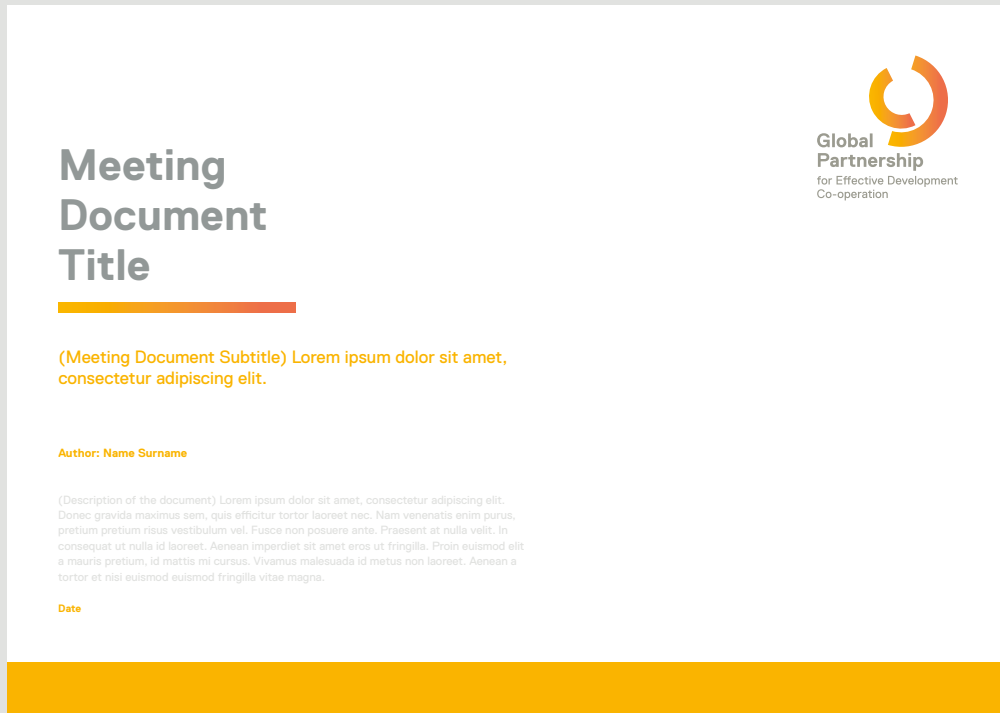 Global
Partnership
for Effective Development
Co-operation
Meeting
Document
Title
(Meeting Document Subtitle) Lorem ipsum dolor sit amet,
consectetur adipiscing elit.
Author: Name Surname
(Description of the document) Lorem ipsum dolor sit amet, consectetur adipiscing elit.
Donec gravida maximus sem, quis efficitur tortor laoreet nec. Nam venenatis enim purus,
pretium pretium risus vestibulum vel. Fusce non posuere ante. Praesent at nulla velit. In
consequat ut nulla id laoreet. Aenean imperdiet sit amet eros ut fringilla. Proin euismod elit
a mauris pretium, id mattis mi cursus. Vivamus malesuada id metus non laoreet. Aenean a
tortor et nisi euismod euismod fringilla vitae magna.
Date